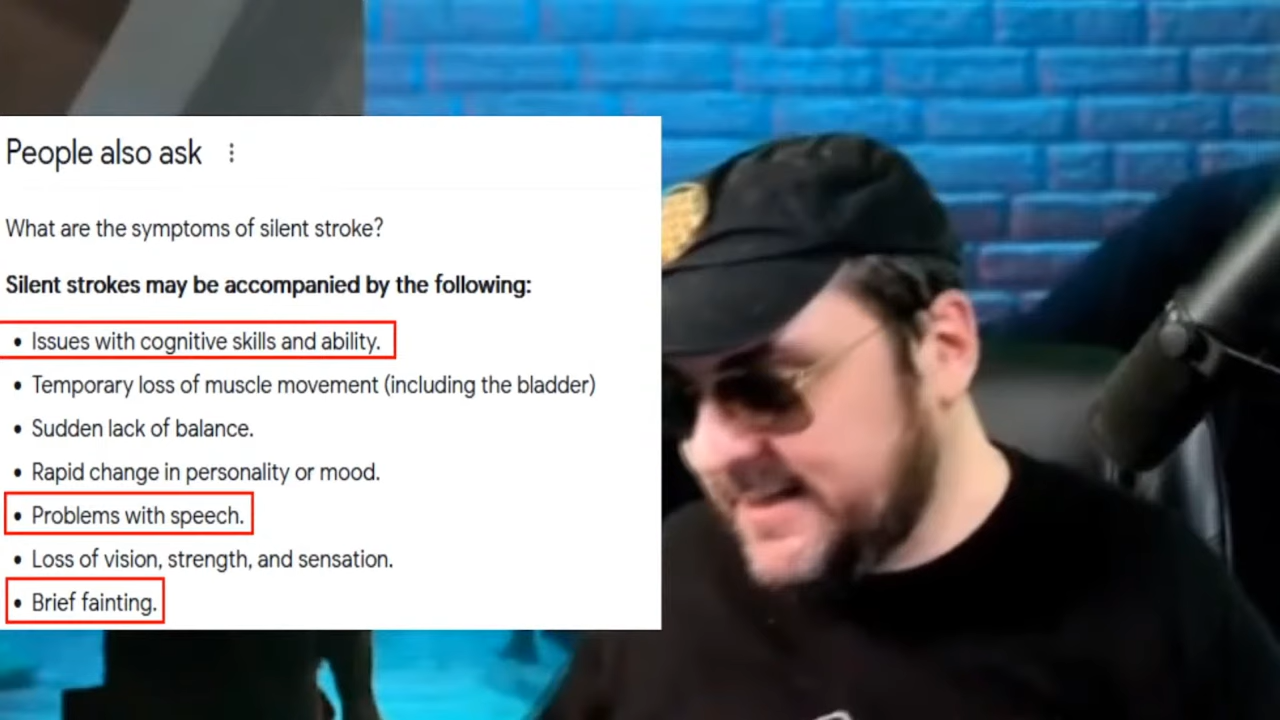 People also ask
What are the symptoms of silent stroke?
Silent strokes may be accompanied by the following:
• Issues with cognitive skills and ability.
• Temporary loss of muscle movement (including the bladder)
• Sudden lack of balance.
• Rapid change in personality or mood.
• Problems with speech.
• Loss of vision, strength, and sensation.
• Brief fainting.